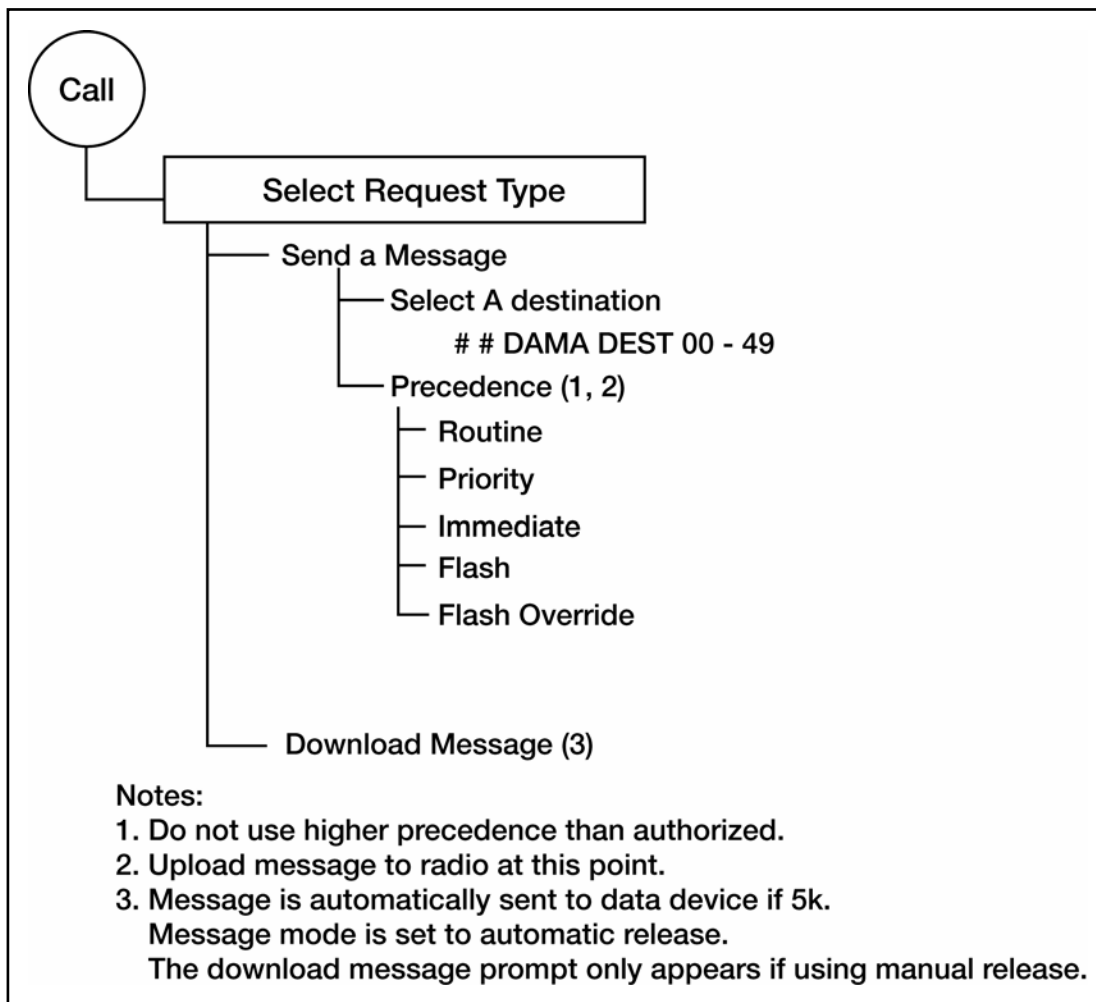 Call
Select Request Type
Send a Message
Select A destination
# # DAMA DEST 00 - 49
Precedence (1, 2)
Routine
Priority
Immediate
Flash
Flash Override
Download Message (3)
Notes:
1. Do not use higher precedence than authorized.
2. Upload message to radio at this point.
3. Message is automatically sent to data device if 5k.
Message mode is set to automatic release.
The download message prompt only appears if using manual release.